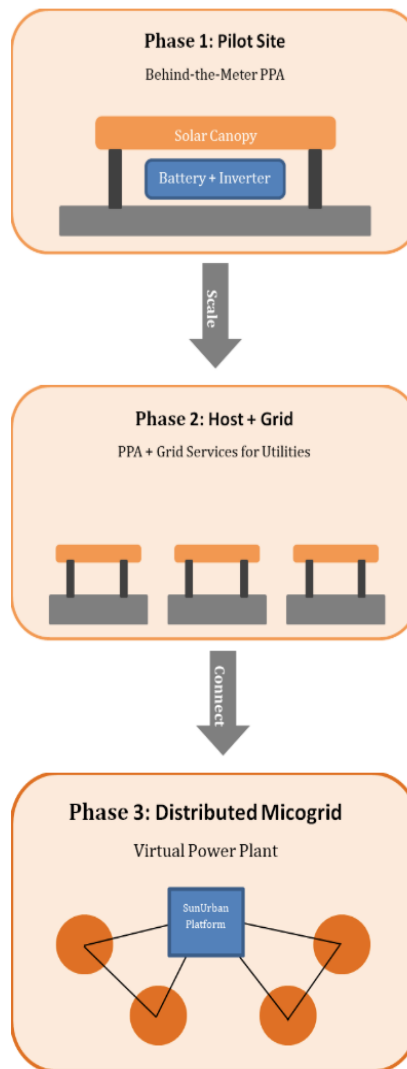 Phase 1: Pilot Site
Behind-the-Meter PPA
Solar Canopy
Battery + Inverter
Scale
Phase 2: Host + Grid
PPA + Grid Services for Utilities
Connect
Phase 3: Distributed Micogrid
Virtual Power Plant
SunUrban
Platform